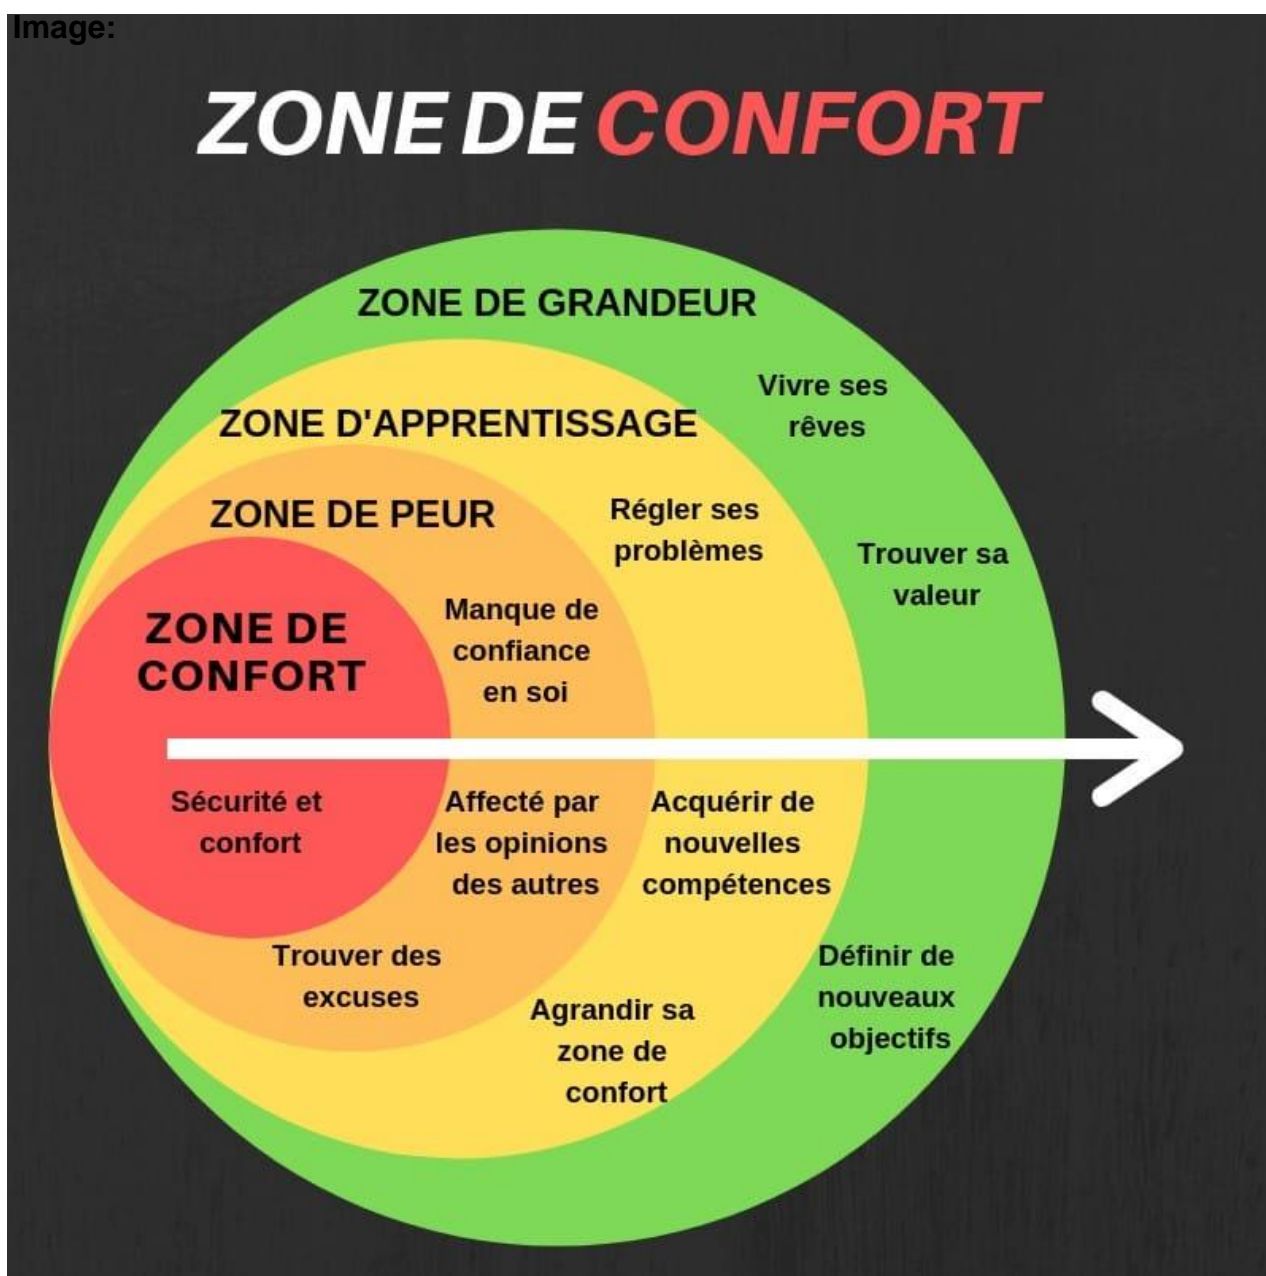 Image:
ZONE DE CONFORT
ZONE DE GRANDEUR
Vivre ses
rêves
Trouver sa
valeur
Définir de
nouveaux
objectifs
ZONE D'APPRENTISSAGE
Régler ses
problèmes
Acquérir de
nouvelles
compétences
Agrandir sa
zone de
confort
ZONE DE PEUR
Manque de
confiance
en soi
Affecté par
les opinions
des autres
Trouver des
excuses
ZONE DE
CONFORT
Sécurité et
confort